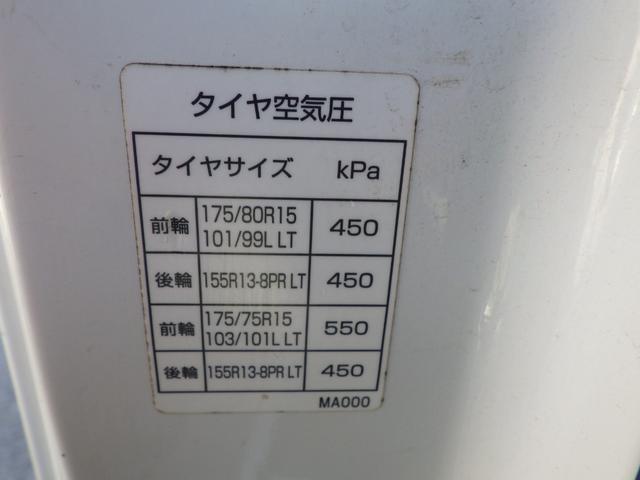 タイヤ空気圧
タイヤサイズ kPa
前輪 175/80R15 101/99L LT 450
後輪 155R13-8PR LT 450
前輪 175/75R15 103/101L LT 550
後輪 155R13-8PR LT 450
MA000